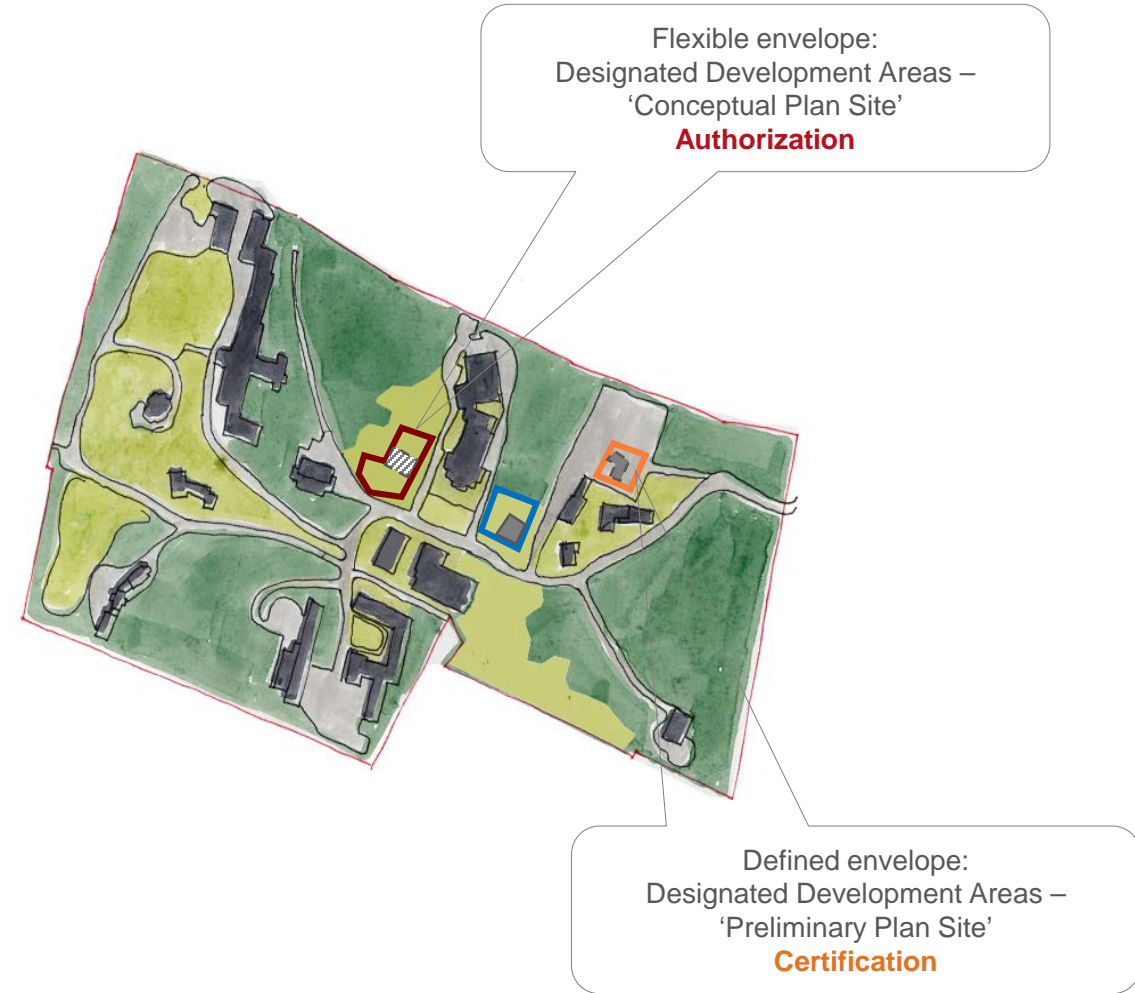 Flexible envelope:
Designated Development Areas –
‘Conceptual Plan Site’
Authorization
Defined envelope:
Designated Development Areas –
‘Preliminary Plan Site’
Certification